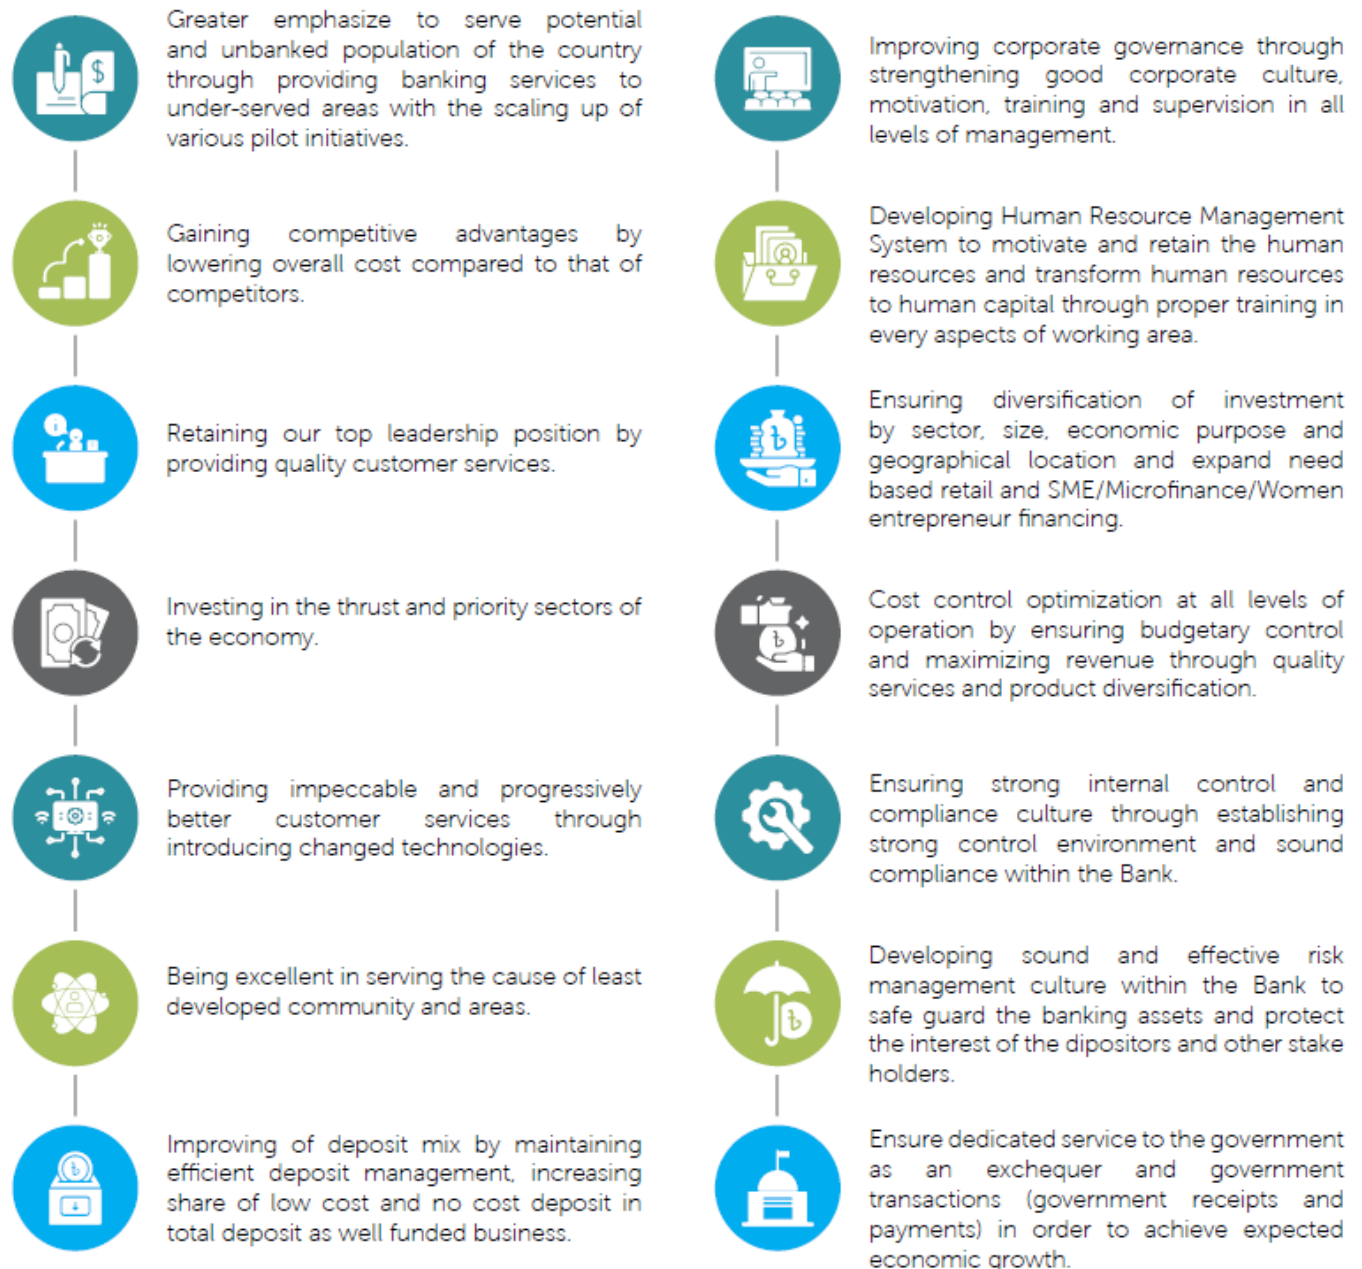 Greater emphasize to serve potential
and unbanked population of the country
through providing banking services to
under-served areas with the scaling up of
various pilot initiatives.
Gaining competitive advantages by
lowering overall cost compared to that of
competitors.
Retaining our top leadership position by
providing quality customer services.
Investing in the thrust and priority sectors of
the economy.
Providing impeccable and progressively
better customer services through
introducing changed technologies.
Being excellent in serving the cause of least
developed community and areas.
Improving of deposit mix by maintaining
efficient deposit management, increasing
share of low cost and no cost deposit in
total deposit as well funded business.
Improving corporate governance through
strengthening good corporate culture,
motivation, training and supervision in all
levels of management.
Developing Human Resource Management
System to motivate and retain the human
resources and transform human resources
to human capital through proper training in
every aspects of working area.
Ensuring diversification of investment
by sector, size, economic purpose and
geographical location and expand need
based retail and SME/Microfinance/Women
entrepreneur financing.
Cost control optimization at all levels of
operation by ensuring budgetary control
and maximizing revenue through quality
services and product diversification.
Ensuring strong internal control and
compliance culture through establishing
strong control environment and sound
compliance within the Bank.
Developing sound and effective risk
management culture within the Bank to
safe guard the banking assets and protect
the interest of the dipositors and other stake
holders.
Ensure dedicated service to the government
as an exchequer and government
transactions (government receipts and
payments) in order to achieve expected
economic growth.